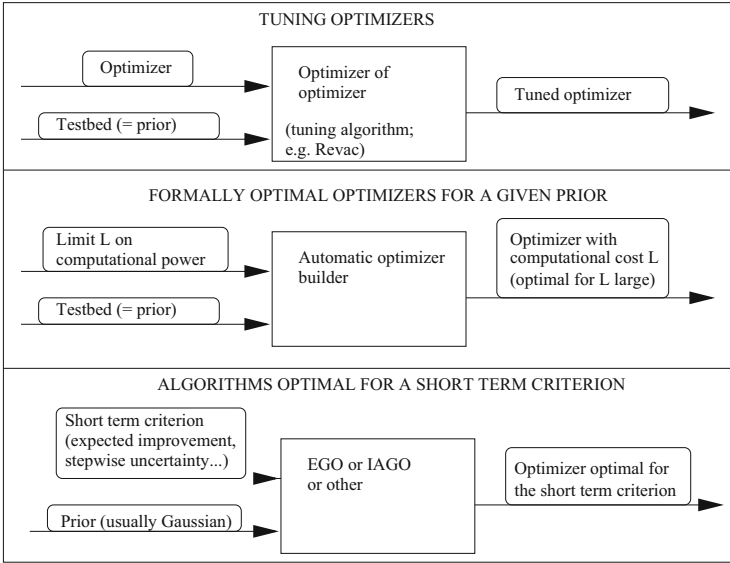 TUNING OPTIMIZERS
Optimizer
Testbed (= prior)
Optimizer of
optimizer
(tuning algorithm;
e.g. Revac)
Tuned optimizer
FORMALLY OPTIMAL OPTIMIZERS FOR A GIVEN PRIOR
Limit L on
computational power
Testbed (= prior)
Automatic optimizer
builder
Optimizer with
computational cost L
(optimal for L large)
ALGORITHMS OPTIMAL FOR A SHORT TERM CRITERION
Short term criterion
(expected improvement,
stepwise uncertainty...)
Prior (usually Gaussian)
EGO or IAGO
or other
Optimizer optimal for
the short term criterion